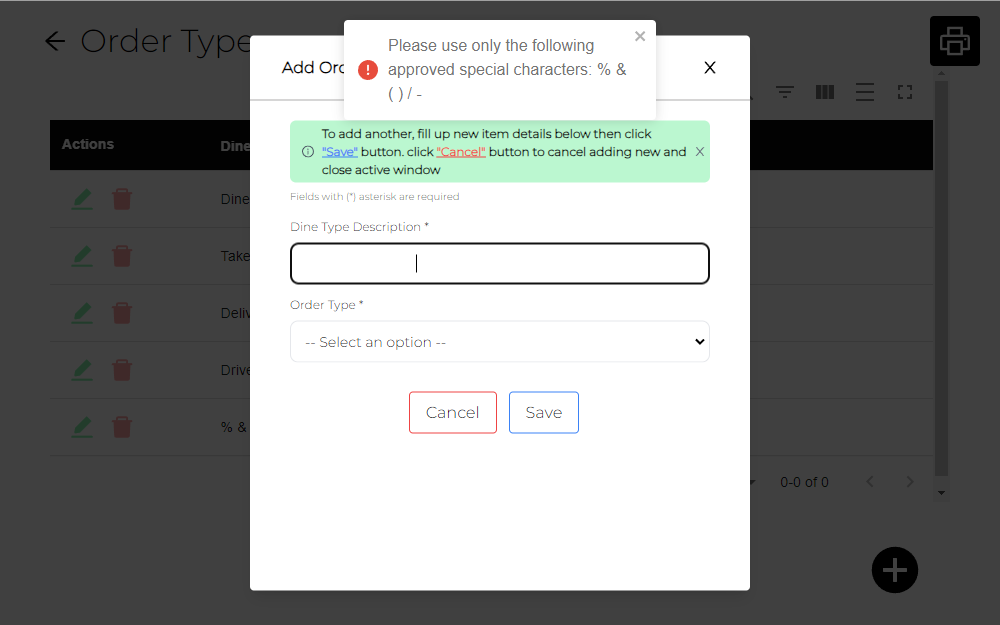 Order Type
Add Ord
X
Please use only the following
approved special characters: % &
( ) / -
Actions
Dine
To add another, fill up new item details below then click
"Save" button. click "Cancel" button to cancel adding new and
close active window
X
Fields with (*) asterisk are required
Dine Type Description *
Order Type *
-- Select an option --
Cancel
Save
Dine
Take
Deliv
Drive
% &
0-0 of 0